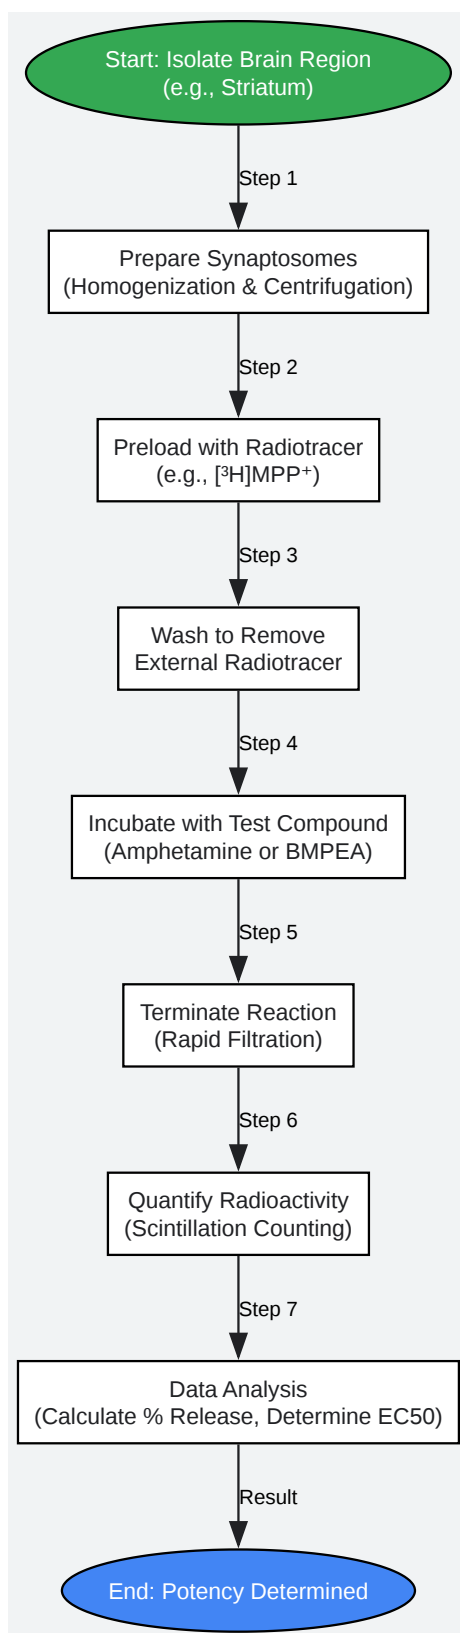 Start: Isolate Brain Region
(e.g., Striatum)
Step 1
Prepare Synaptosomes
(Homogenization & Centrifugation)
Step 2
Preload with Radiotracer
(e.g., [³H]MPP⁺)
Step 3
Wash to Remove
External Radiotracer
Step 4
Incubate with Test Compound
(Amphetamine or BMPEA)
Step 5
Terminate Reaction
(Rapid Filtration)
Step 6
Quantify Radioactivity
(Scintillation Counting)
Step 7
Data Analysis
(Calculate % Release, Determine EC50)
Result
End: Potency Determined